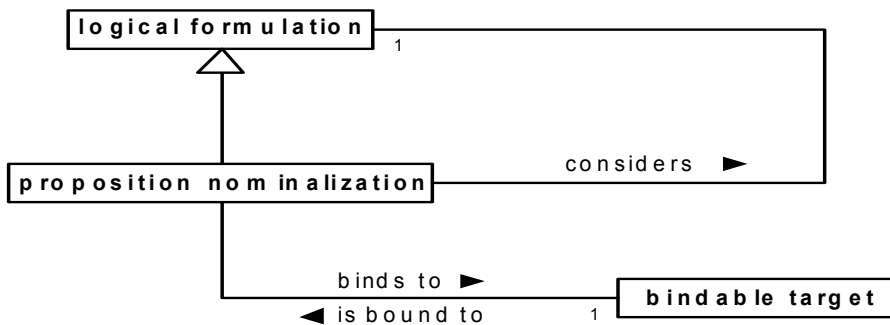 logical formulation
1
considers ►
proposition nominalization
binds to ►
◄ is bound to
1
bindable target